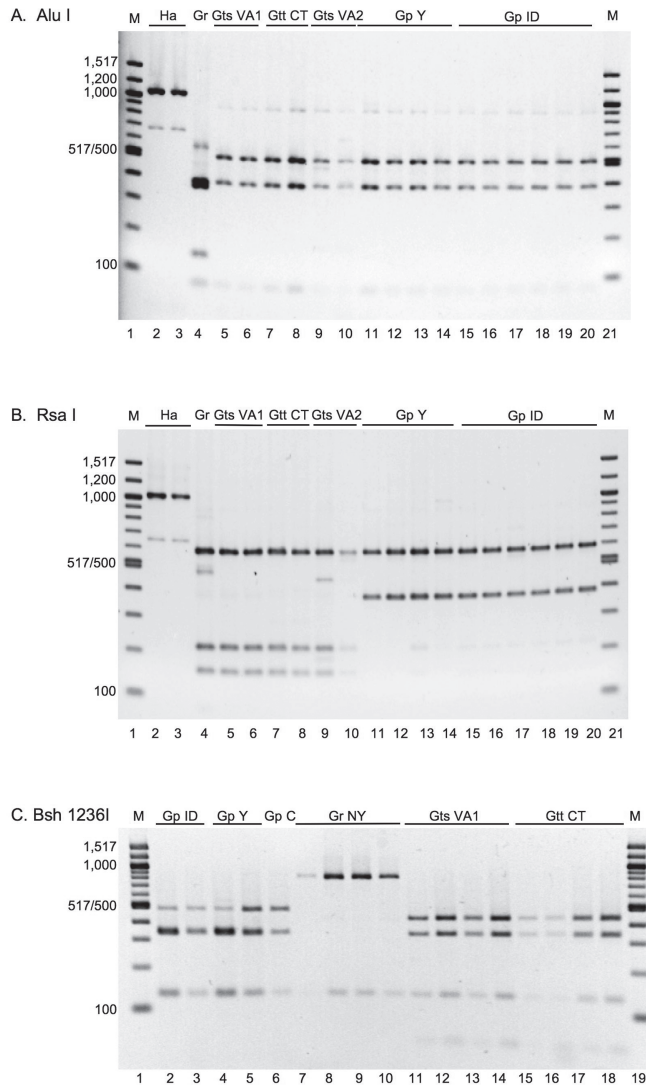 A. Alu I
M Ha Gr Gts VA1 Gtt CT Gts VA2 Gp Y Gp ID M
1,517
1,200
1,000
517/500
100
1 2 3 4 5 6 7 8 9 10 11 12 13 14 15 16 17 18 19 20 21
B. Rsa I
M Ha Gr Gts VA1 Gtt CT Gts VA2 Gp Y Gp ID M
1,517
1,200
1,000
517/500
100
1 2 3 4 5 6 7 8 9 10 11 12 13 14 15 16 17 18 19 20 21
C. Bsh 1236I
M Gp ID Gp Y Gp C Gr NY Gts VA1 Gtt CT M
1,517
1,000
517/500
100
1 2 3 4 5 6 7 8 9 10 11 12 13 14 15 16 17 18 19